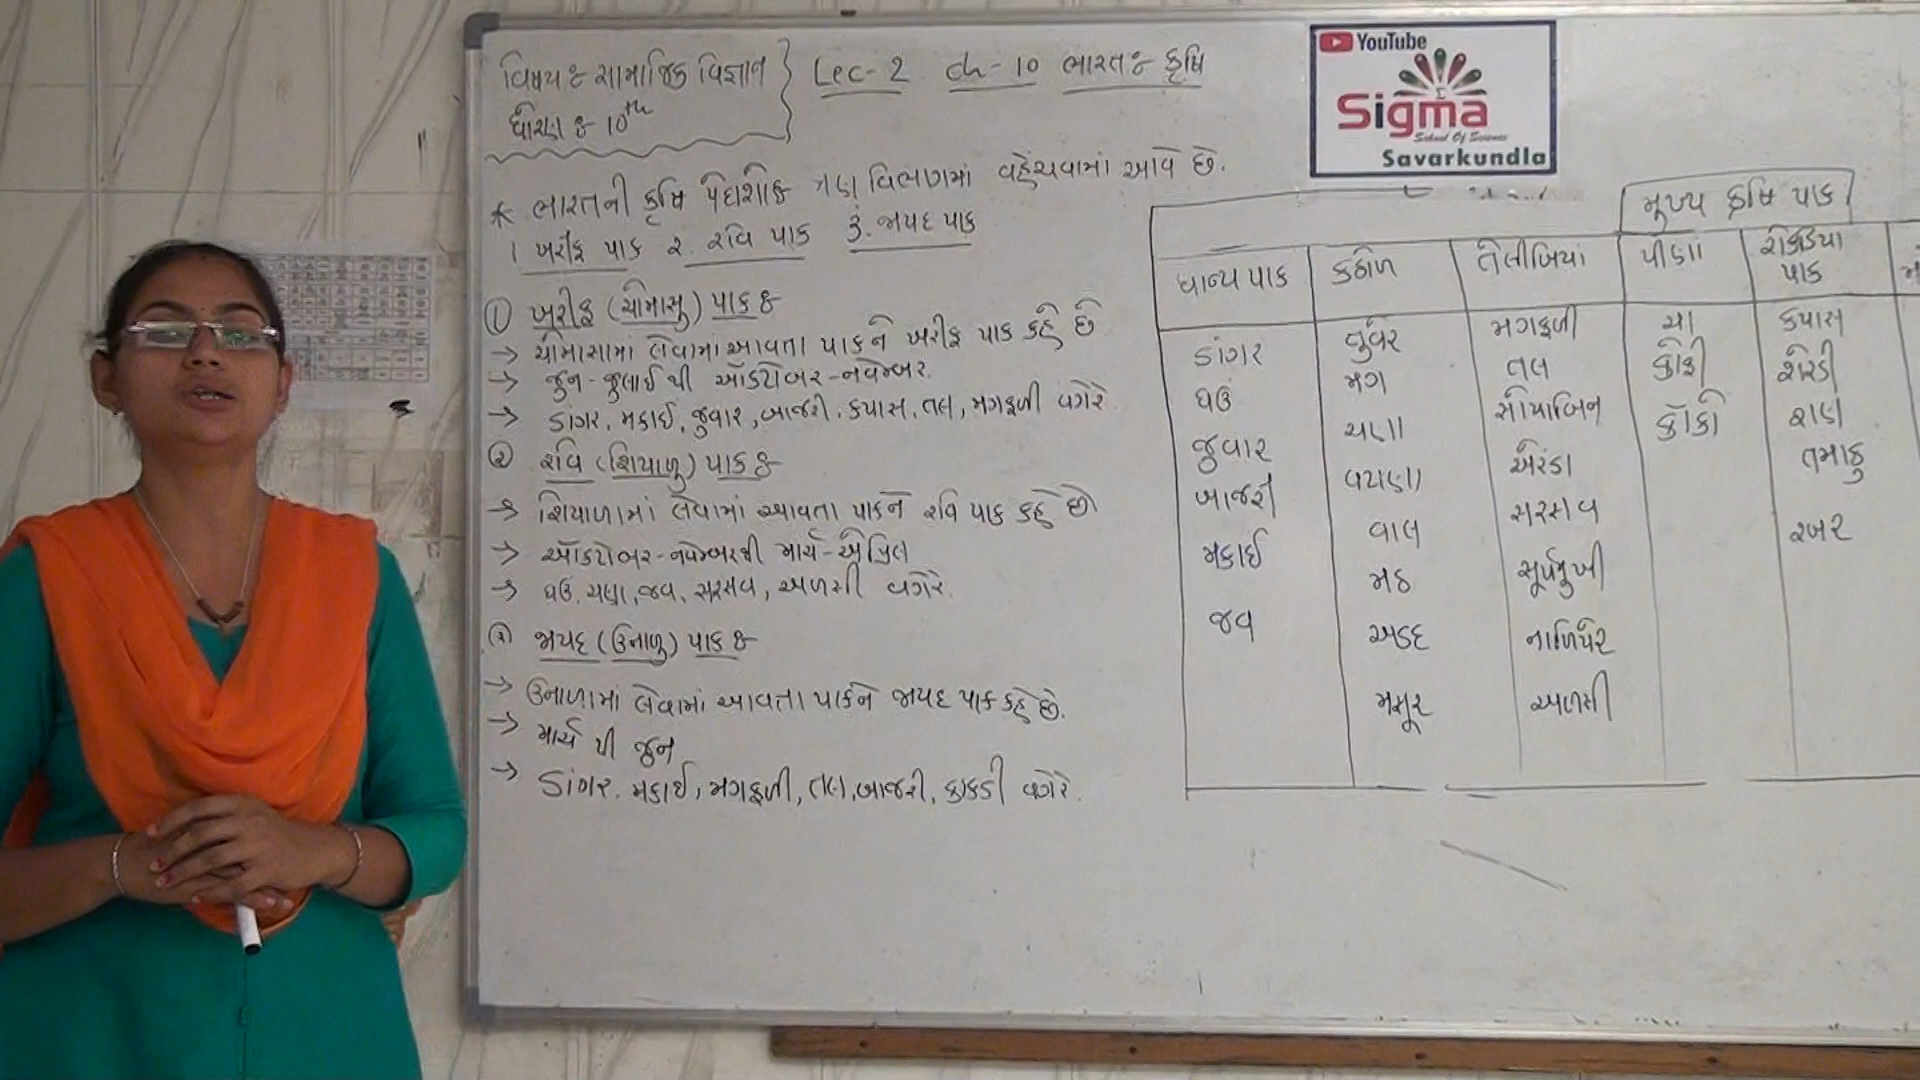 વિષય ઃ સામાજિક વિજ્ઞાન
ધોરણ ઃ 10th
Lec-2 ch-10 ભારત ઃ કૃષિ
YouTube
Sigma
School Of Science
Savarkundla
* ભારતની કૃષિ પેદાશોક ત્રણ વિભાગમાં વહેંચવામાં આવે છે.
1 ખરીફ પાક ૨. રવિ પાક ૩. જાયદ પાક
① ખરીફ (ચોમાસુ) પાક ઃ
→ ચોમાસામાં લેવામાં આવતા પાકને ખરીફ પાક કહે છે
→ જુન-જુલાઈ થી ઑક્ટોબર-નવેમ્બર.
→ ડાંગર, મકાઈ, જુવાર, બાજરી, કપાસ, તલ, મગફળી વગેરે.
② રવિ (શિયાળુ) પાક ઃ
→ શિયાળામાં લેવામાં આવતા પાકને રવિ પાક કહે છે
→ ઑક્ટોબર-નવેમ્બરથી માર્ચ-એપ્રિલ
→ ઘઉં, ચણા, જવ, સરસવ, અળસી વગેરે.
③ જાયદ (ઉનાળુ) પાક ઃ
→ ઉનાળામાં લેવામાં આવતા પાકને જાયદ પાક કહે છે.
→ માર્ચ થી જુન
→ ડાંગર, મકાઈ, મગફળી, તલ, બાજરી, કાકડી વગેરે.
મુખ્ય કૃષિ પાક
ધાન્ય પાક કઠોળ તેલીબિયાં પીણાં રોકડિયા પાક
ડાંગર તુવેર મગફળી ચા કપાસ
ઘઉં મગ તલ કોફી શેરડી
જુવાર ચણા સોયાબિન કોકો શણ
બાજરી વટાણા એરંડા તમાકુ
મકાઈ વાલ સરસવ રબર
જવ મઠ સૂર્યમુખી
અડદ નાળિયેર
મસૂર અળસી